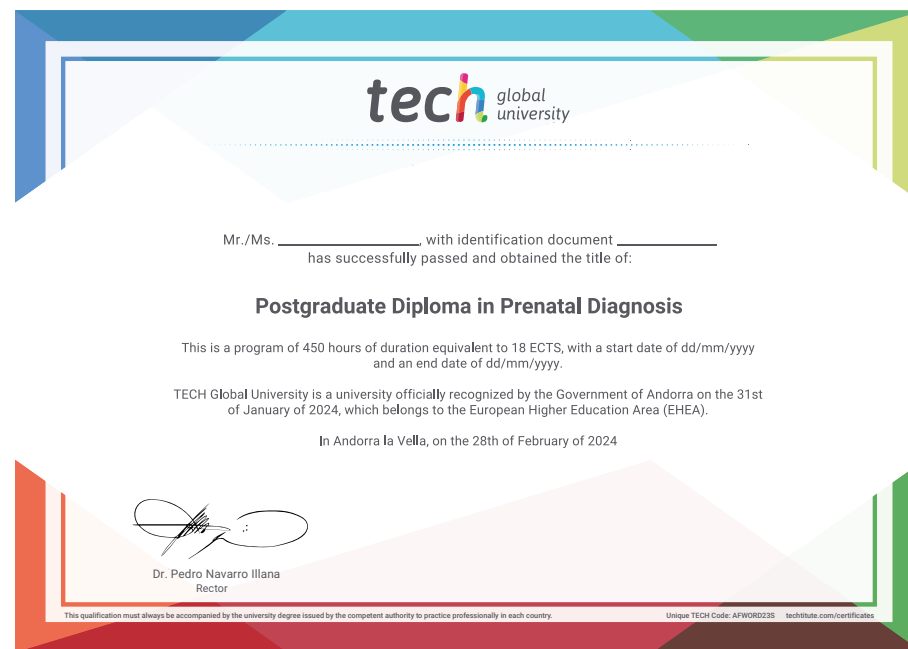 tech global university
Mr./Ms. ______________, with identification document __________
has successfully passed and obtained the title of:
Postgraduate Diploma in Prenatal Diagnosis
This is a program of 450 hours of duration equivalent to 18 ECTS, with a start date of dd/mm/yyyy
and an end date of dd/mm/yyyy.
TECH Global University is a university officially recognized by the Government of Andorra on the 31st
of January of 2024, which belongs to the European Higher Education Area (EHEA).
In Andorra la Vella, on the 28th of February of 2024
Dr. Pedro Navarro Illana
Rector
This qualification must always be accompanied by the university degree issued by the competent authority to practice professionally in each country. Unique TECH Code: AFWORD23S techtitute.com/certificates